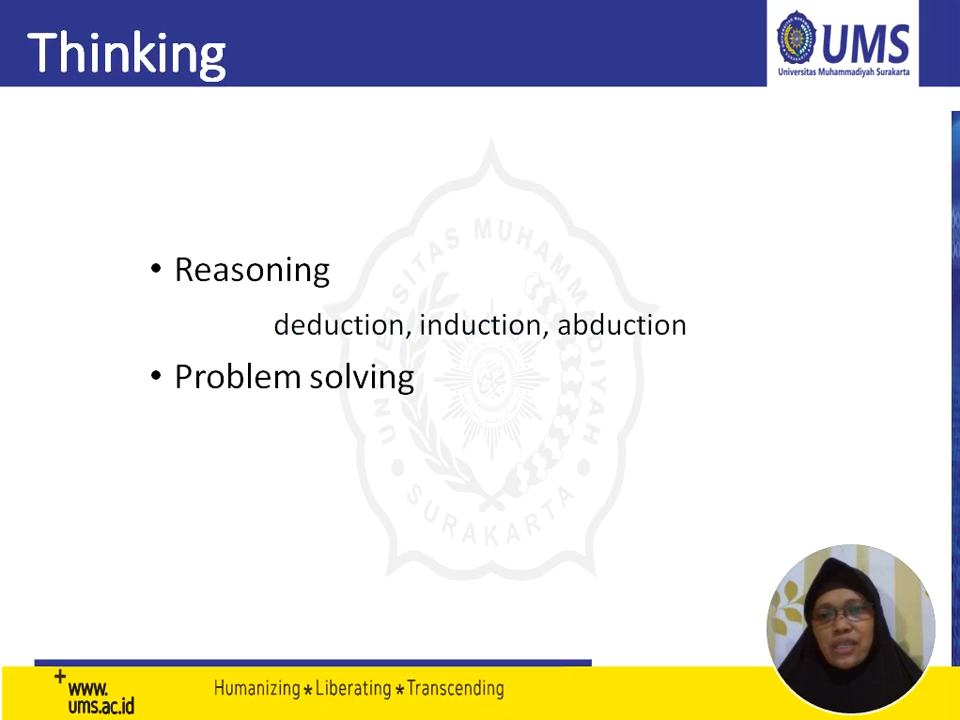 Thinking
UMS
Universitas Muhammadiyah Surakarta
UNIVERSITAS MUHAMMADIYAH
• Reasoning
deduction, induction, abduction
• Problem solving
SURAKARTA
+
www.
ums.ac.id
Humanizing ★ Liberating ★ Transcending